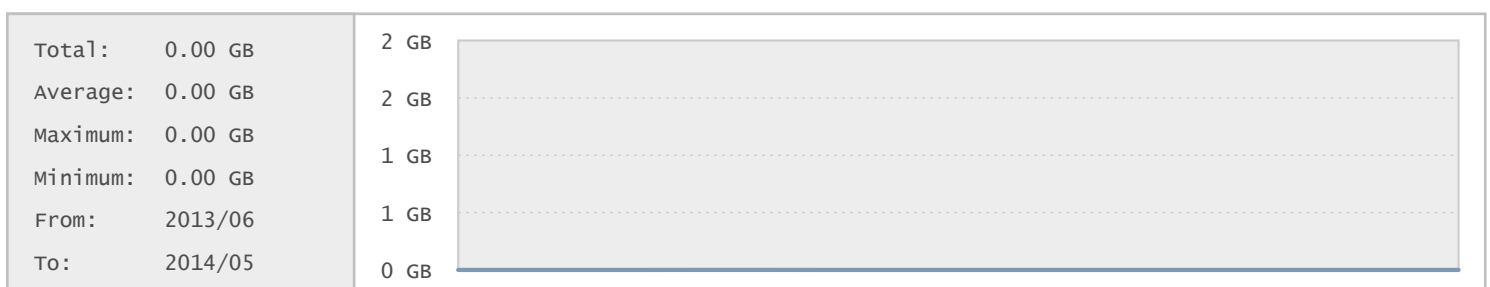 Total: 0.00 GB
Average: 0.00 GB
Maximum: 0.00 GB
Minimum: 0.00 GB
From: 2013/06
To: 2014/05
2 GB
2 GB
1 GB
1 GB
0 GB